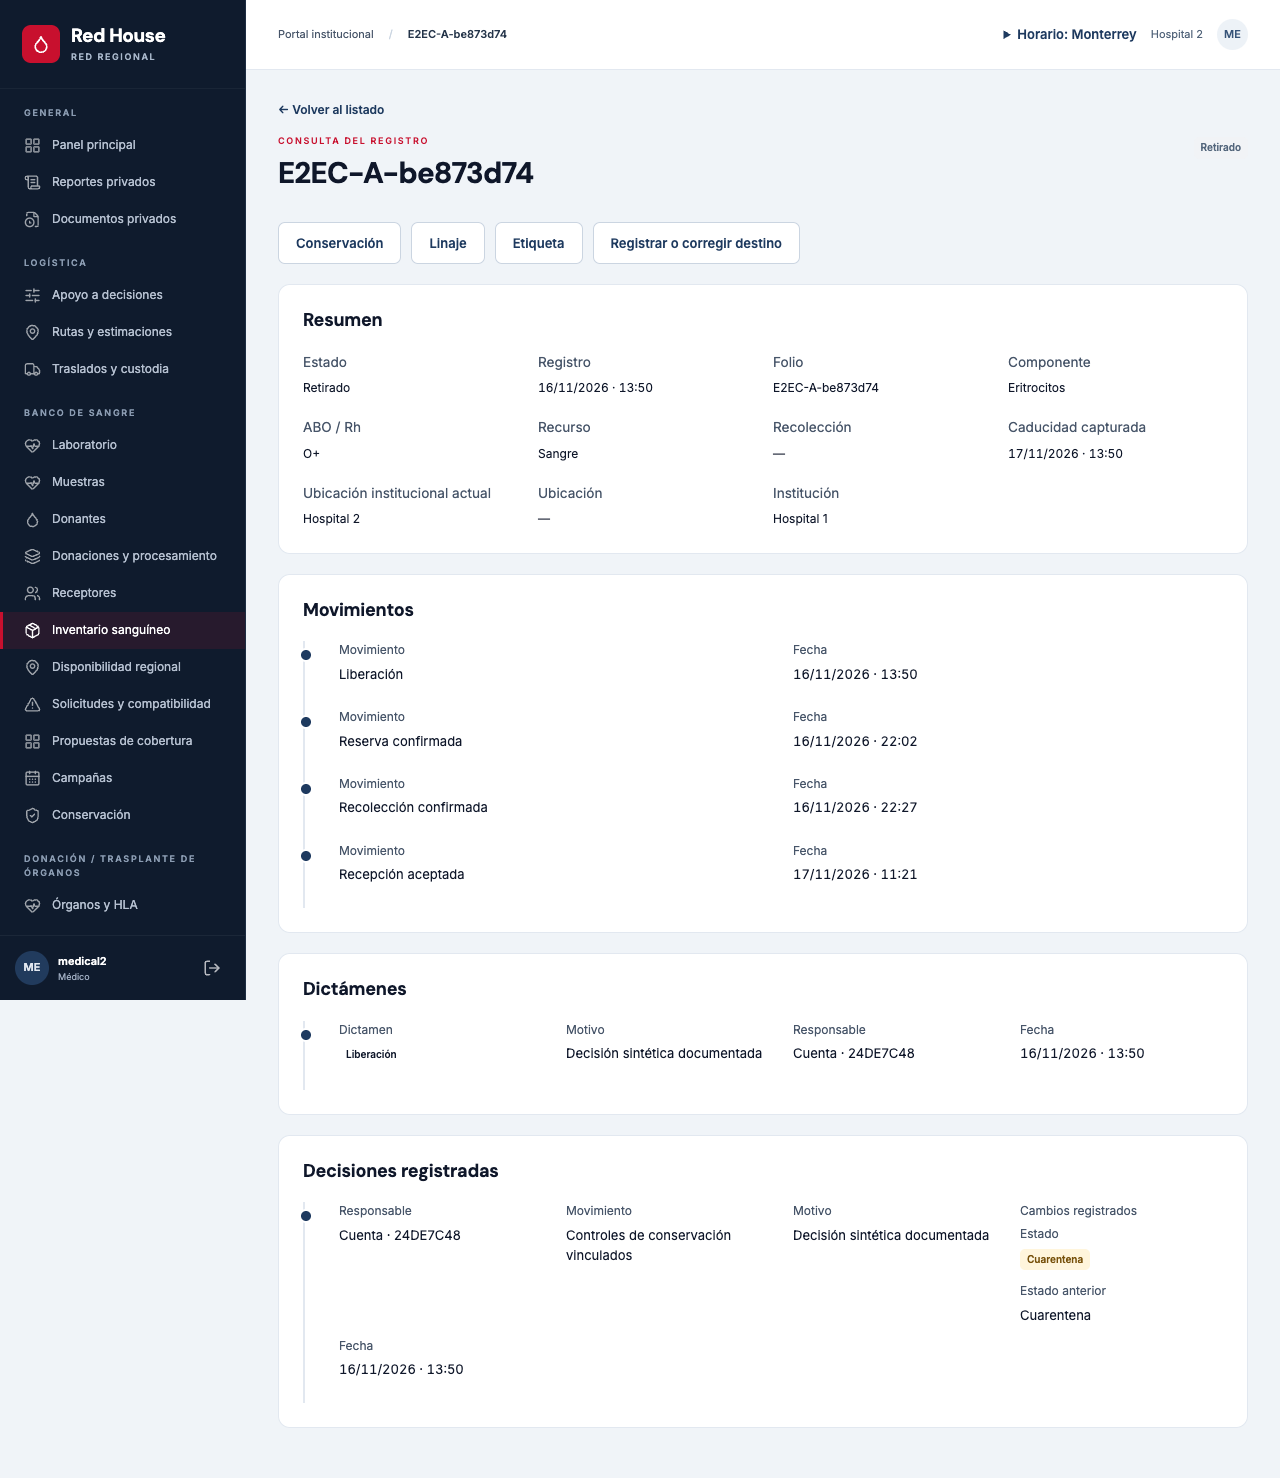 Red House
RED REGIONAL
GENERAL
Panel principal
Reportes privados
Documentos privados
LOGÍSTICA
Apoyo a decisiones
Rutas y estimaciones
Traslados y custodia
BANCO DE SANGRE
Laboratorio
Muestras
Donantes
Donaciones y procesamiento
Receptores
Inventario sanguíneo
Disponibilidad regional
Solicitudes y compatibilidad
Propuestas de cobertura
Campañas
Conservación
DONACIÓN / TRASPLANTE DE
ÓRGANOS
Órganos y HLA
ME
medical2
Médico
Portal institucional / E2EC-A-be873d74
▶ Horario: Monterrey Hospital 2 ME
← Volver al listado
CONSULTA DEL REGISTRO
E2EC-A-be873d74
Retirado
Conservación Linaje Etiqueta Registrar o corregir destino
Resumen
Estado Registro Folio Componente
Retirado 16/11/2026 · 13:50 E2EC-A-be873d74 Eritrocitos
ABO / Rh Recurso Recolección Caducidad capturada
O+ Sangre — 17/11/2026 · 13:50
Ubicación institucional actual Ubicación Institución
Hospital 2 — Hospital 1
Movimientos
Movimiento Fecha
Liberación 16/11/2026 · 13:50
Movimiento Fecha
Reserva confirmada 16/11/2026 · 22:02
Movimiento Fecha
Recolección confirmada 16/11/2026 · 22:27
Movimiento Fecha
Recepción aceptada 17/11/2026 · 11:21
Dictámenes
Dictamen Motivo Responsable Fecha
Liberación Decisión sintética documentada Cuenta · 24DE7C48 16/11/2026 · 13:50
Decisiones registradas
Responsable Movimiento Motivo Cambios registrados
Cuenta · 24DE7C48 Controles de conservación Decisión sintética documentada Estado
vinculados Cuarentena
Estado anterior
Cuarentena
Fecha
16/11/2026 · 13:50